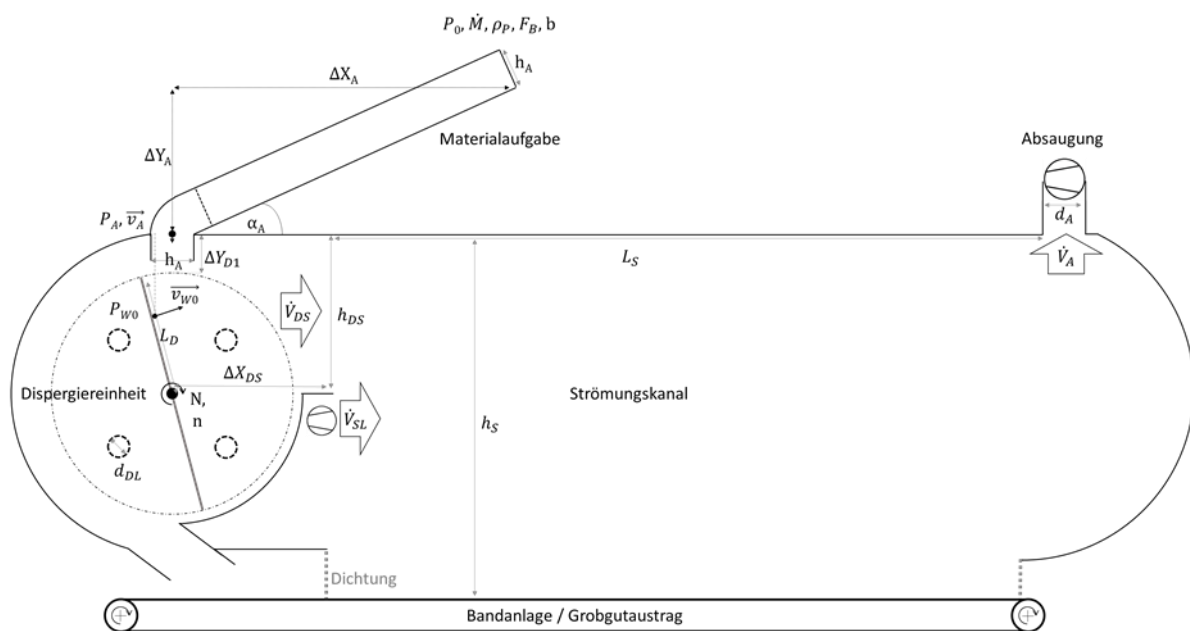 P₀, Ṁ, ρ_P, F_B, b
h_A
ΔX_A
Materialaufgabe
Absaugung
ΔY_A
d_A
P_A, v_A⃗
α_A
h_A
ΔY_D1
L_S
V̇_A
v_W0⃗
P_W0
V̇_DS
h_DS
L_D
ΔX_DS
Dispergiereinheit
N,
n
Strömungskanal
V̇_SL
h_S
d_DL
Dichtung
Bandanlage / Grobgutaustrag